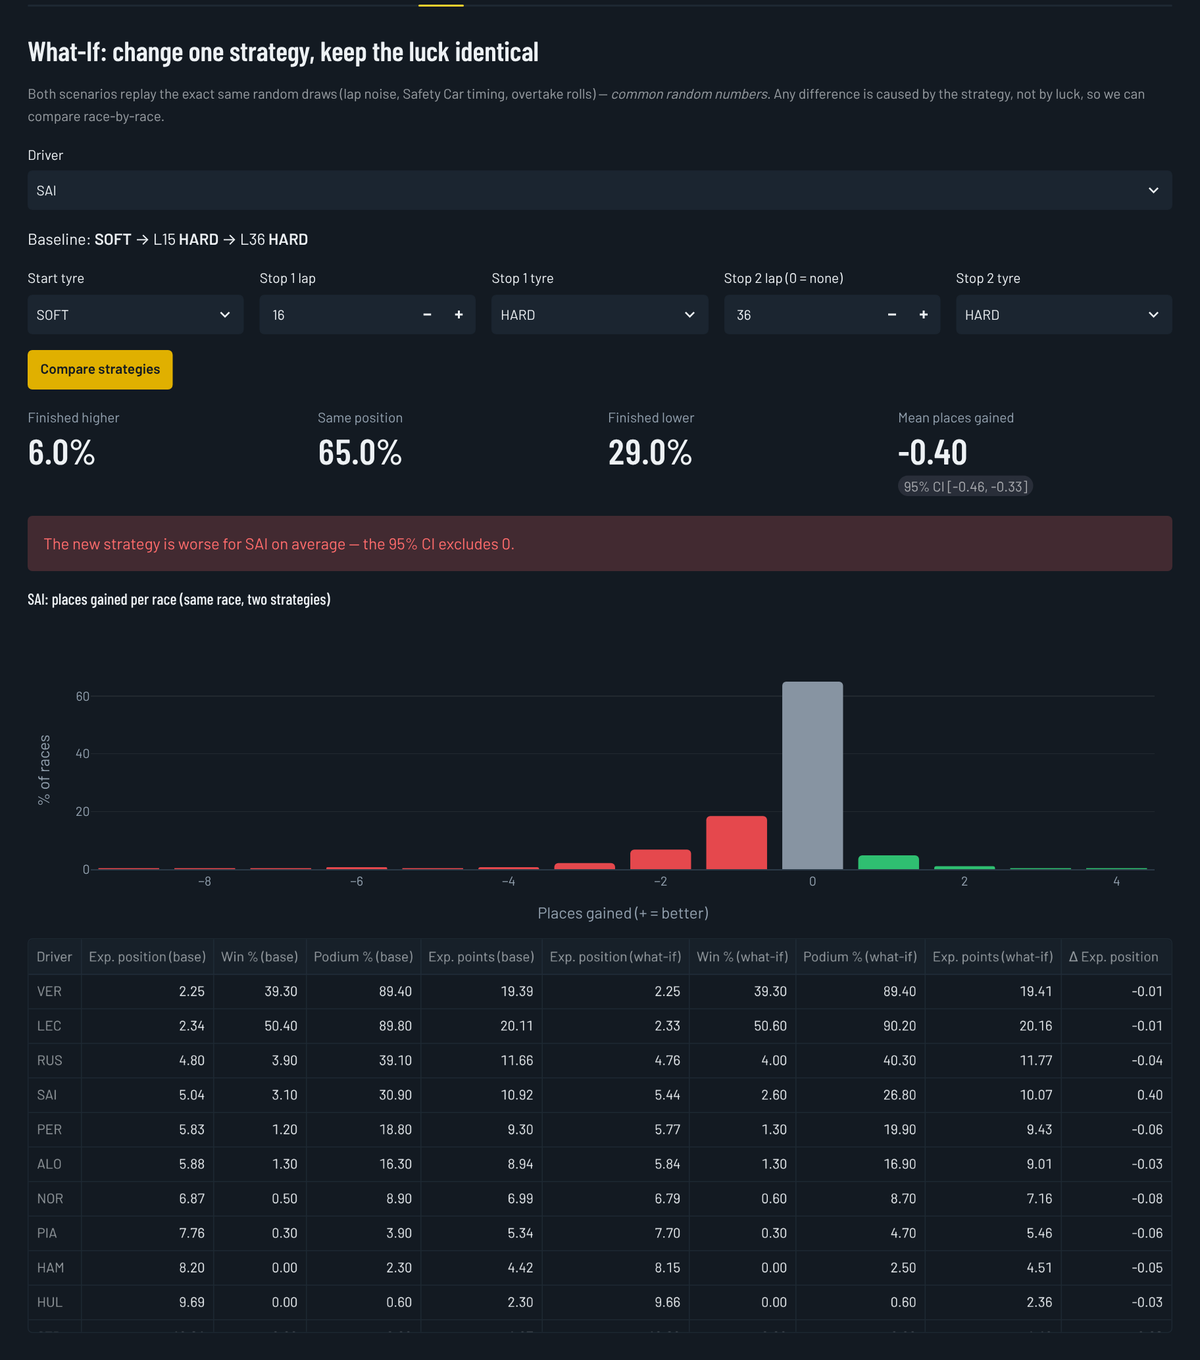 What-If: change one strategy, keep the luck identical
Both scenarios replay the exact same random draws (lap noise, Safety Car timing, overtake rolls) — common random numbers. Any difference is caused by the strategy, not by luck, so we can
compare race-by-race.
Driver
SAI
Baseline: SOFT → L15 HARD → L36 HARD
Start tyre Stop 1 lap Stop 1 tyre Stop 2 lap (0 = none) Stop 2 tyre
SOFT 16 − + HARD 36 − + HARD
Compare strategies
Finished higher Same position Finished lower Mean places gained
6.0% 65.0% 29.0% -0.40
95% CI [-0.46, -0.33]
The new strategy is worse for SAI on average — the 95% CI excludes 0.
SAI: places gained per race (same race, two strategies)
60
40
20
0
% of races
−8 −6 −4 −2 0 2 4
Places gained (+ = better)
Driver Exp. position (base) Win % (base) Podium % (base) Exp. points (base) Exp. position (what-if) Win % (what-if) Podium % (what-if) Exp. points (what-if) Δ Exp. position
VER 2.25 39.30 89.40 19.39 2.25 39.30 89.40 19.41 -0.01
LEC 2.34 50.40 89.80 20.11 2.33 50.60 90.20 20.16 -0.01
RUS 4.80 3.90 39.10 11.66 4.76 4.00 40.30 11.77 -0.04
SAI 5.04 3.10 30.90 10.92 5.44 2.60 26.80 10.07 0.40
PER 5.83 1.20 18.80 9.30 5.77 1.30 19.90 9.43 -0.06
ALO 5.88 1.30 16.30 8.94 5.84 1.30 16.90 9.01 -0.03
NOR 6.87 0.50 8.90 6.99 6.79 0.60 8.70 7.16 -0.08
PIA 7.76 0.30 3.90 5.34 7.70 0.30 4.70 5.46 -0.06
HAM 8.20 0.00 2.30 4.42 8.15 0.00 2.50 4.51 -0.05
HUL 9.69 0.00 0.60 2.30 9.66 0.00 0.60 2.36 -0.03